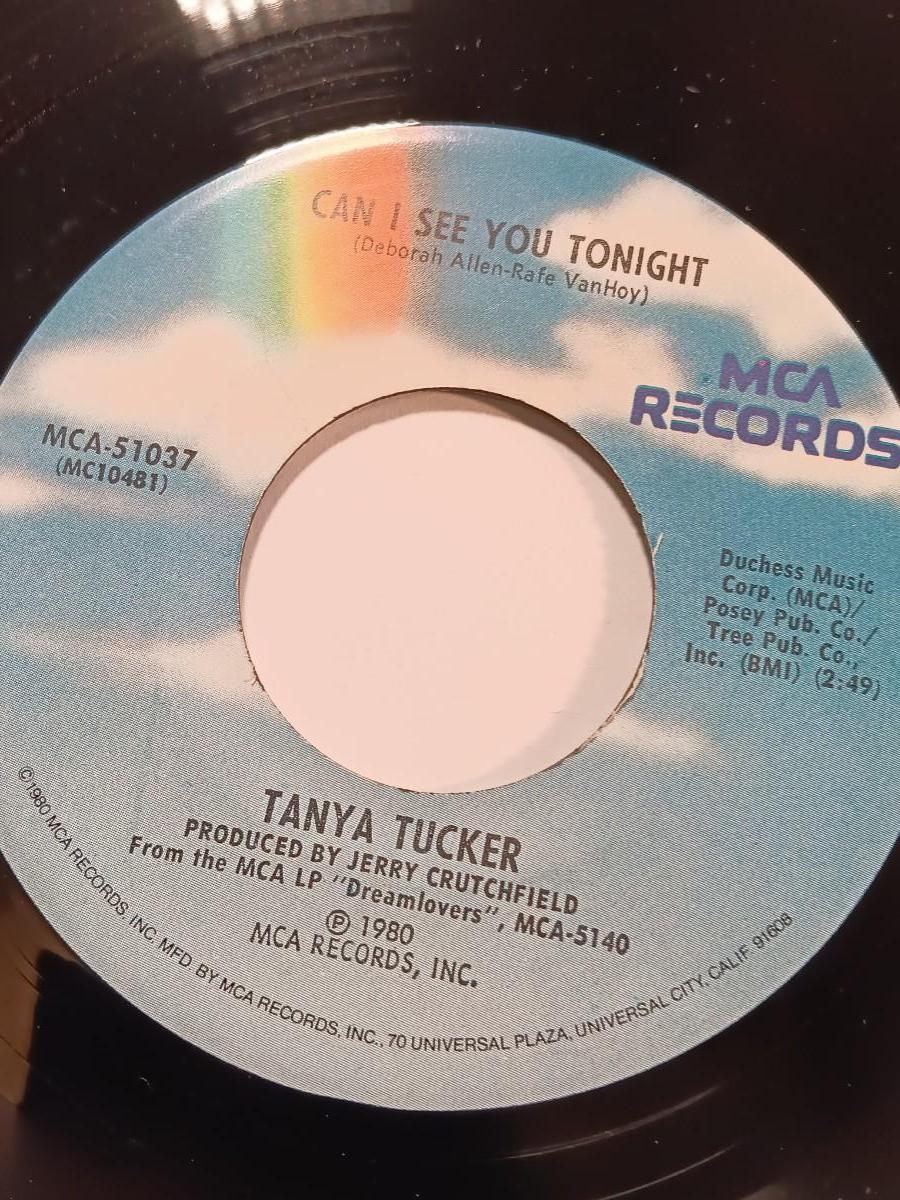 CAN I SEE YOU TONIGHT
(Deborah Allen-Rafe VanHoy)
MCA
RECORDS
MCA-51037
(MC10481)
Duchess Music
Corp. (MCA)/
Posey Pub. Co./
Tree Pub. Co.,
Inc. (BMI) (2:49)
TANYA TUCKER
PRODUCED BY JERRY CRUTCHFIELD
From the MCA LP "Dreamlovers", MCA-5140
℗ 1980
MCA RECORDS, INC.
©1980 MCA RECORDS, INC. MFD. BY MCA RECORDS, INC., 70 UNIVERSAL PLAZA, UNIVERSAL CITY, CALIF. 91608